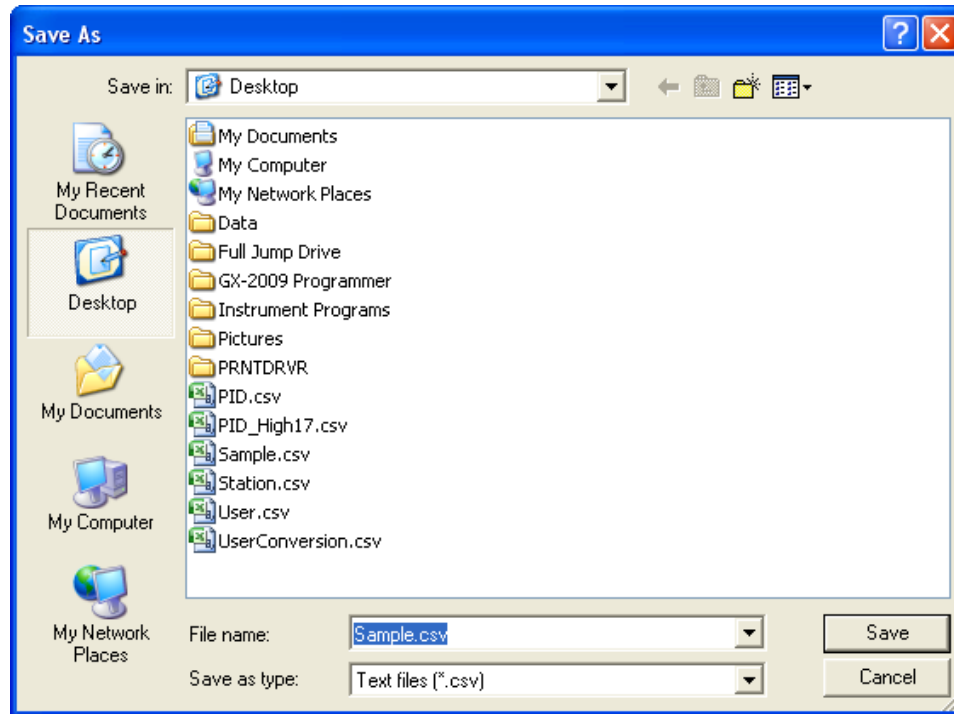 Save As
Save in:
Desktop
My Recent
Documents
Desktop
My Documents
My Computer
My Network
Places
My Documents
My Computer
My Network Places
Data
Full Jump Drive
GX-2009 Programmer
Instrument Programs
Pictures
PRNTDRVR
PID.csv
PID_High17.csv
Sample.csv
Station.csv
User.csv
UserConversion.csv
File name:
Sample.csv
Save
Save as type:
Text files (*.csv)
Cancel